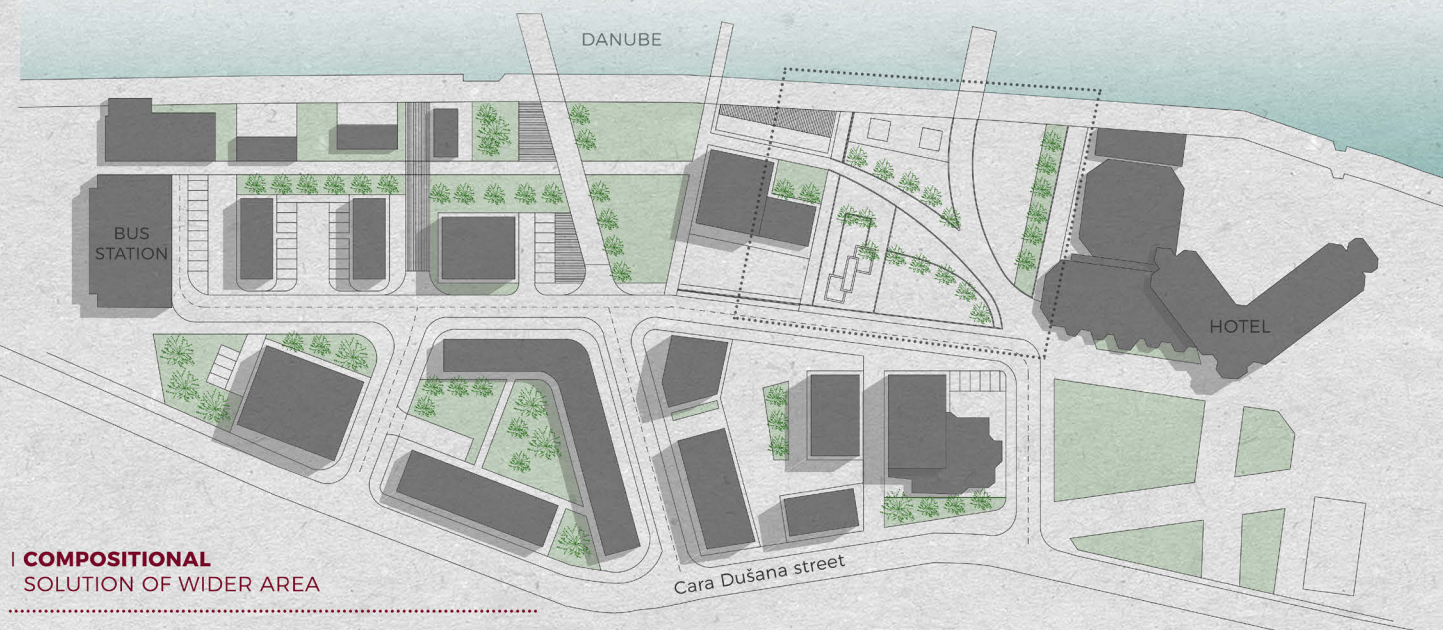 DANUBE
BUS
STATION
HOTEL
Cara Dušana street
| COMPOSITIONAL
SOLUTION OF WIDER AREA